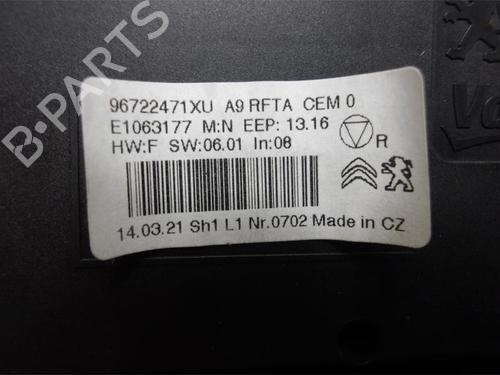 96722471XU A9 RFTA CEM 0
E1063177 M:N EEP: 13.16
HW:F SW:06.01 In:08
R
14.03.21 Sh1 L1 Nr.0702 Made in CZ
B-PARTS